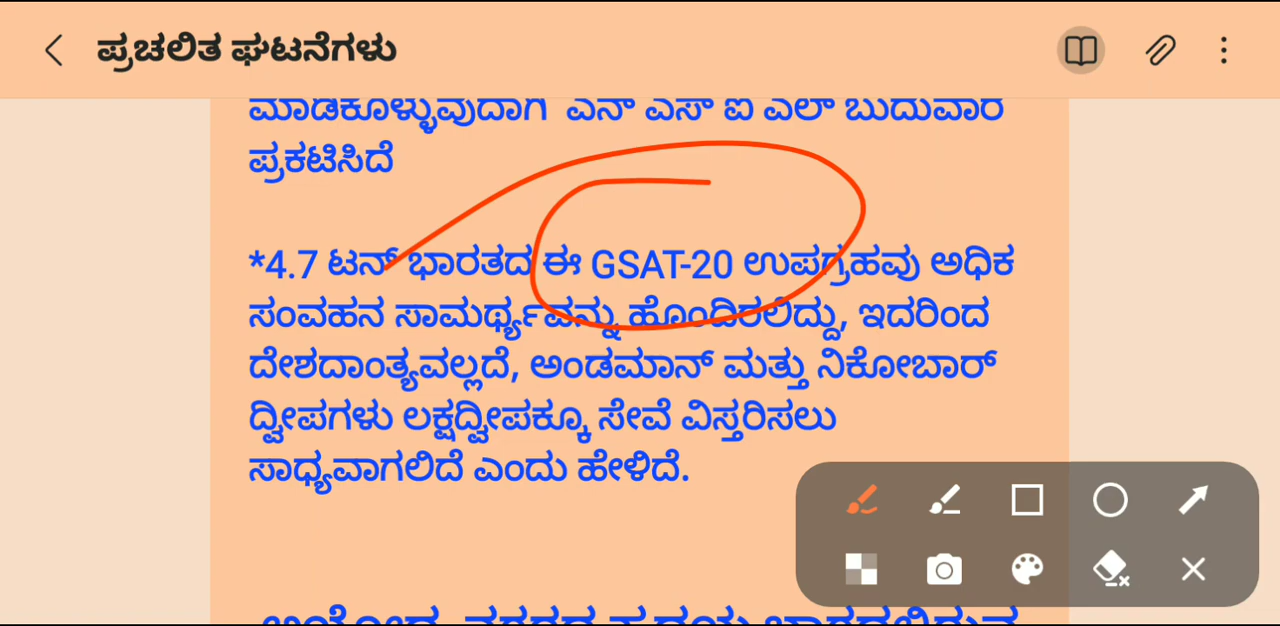 ಪ್ರಚಲಿತ ಘಟನೆಗಳು
ಮಾಡಿಕೊಳ್ಳುವುದಾಗಿ ಎನ್ ಎಸ್ ಐ ಎಲ್ ಬುದುವಾರ
ಪ್ರಕಟಿಸಿದೆ
*4.7 ಟನ್ ಭಾರತದ ಈ GSAT-20 ಉಪಗ್ರಹವು ಅಧಿಕ
ಸಂವಹನ ಸಾಮರ್ಥ್ಯವನ್ನು ಹೊಂದಿರಲಿದ್ದು, ಇದರಿಂದ
ದೇಶದಾಂತ್ಯವಲ್ಲದೆ, ಅಂಡಮಾನ್ ಮತ್ತು ನಿಕೋಬಾರ್
ದ್ವೀಪಗಳು ಲಕ್ಷದ್ವೀಪಕ್ಕೂ ಸೇವೆ ವಿಸ್ತರಿಸಲು
ಸಾಧ್ಯವಾಗಲಿದೆ ಎಂದು ಹೇಳಿದೆ.